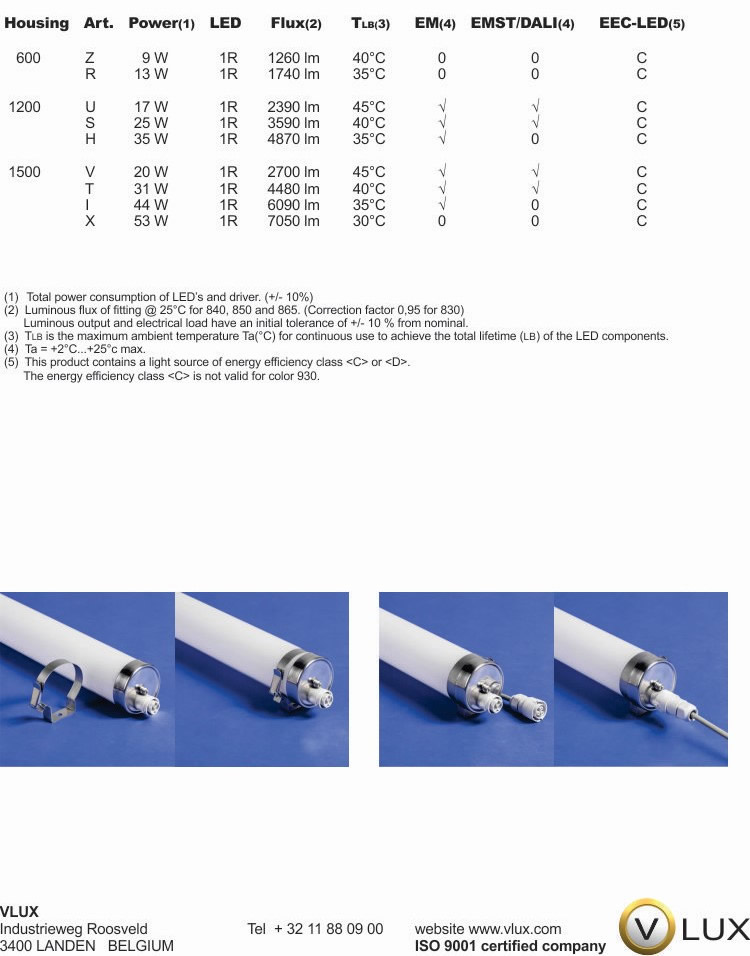 Housing Art. Power(1) LED Flux(2) TLB(3) EM(4) EMST/DALI(4) EEC-LED(5)
600 Z 9 W 1R 1260 lm 40°C 0 0 C
R 13 W 1R 1740 lm 35°C 0 0 C
1200 U 17 W 1R 2390 lm 45°C √ √ C
S 25 W 1R 3590 lm 40°C √ √ C
H 35 W 1R 4870 lm 35°C √ 0 C
1500 V 20 W 1R 2700 lm 45°C √ √ C
T 31 W 1R 4480 lm 40°C √ √ C
I 44 W 1R 6090 lm 35°C √ 0 C
X 53 W 1R 7050 lm 30°C 0 0 C
(1) Total power consumption of LED's and driver. (+/- 10%)
(2) Luminous flux of fitting @ 25°C for 840, 850 and 865. (Correction factor 0,95 for 830)
Luminous output and electrical load have an initial tolerance of +/- 10 % from nominal.
(3) TLB is the maximum ambient temperature Ta(°C) for continuous use to achieve the total lifetime (LB) of the LED components.
(4) Ta = +2°C...+25°c max.
(5) This product contains a light source of energy efficiency class <C> or <D>.
The energy efficiency class <C> is not valid for color 930.
VLUX
Industrieweg Roosveld Tel + 32 11 88 09 00 website www.vlux.com
3400 LANDEN BELGIUM ISO 9001 certified company
V LUX